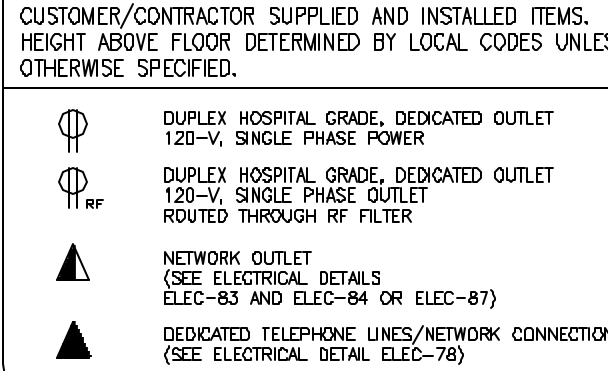 CUSTOMER/CONTRACTOR SUPPLIED AND INSTALLED ITEMS.
HEIGHT ABOVE FLOOR DETERMINED BY LOCAL CODES UNLES
OTHERWISE SPECIFIED.
DUPLEX HOSPITAL GRADE, DEDICATED OUTLET
120-V, SINGLE PHASE POWER
DUPLEX HOSPITAL GRADE, DEDICATED OUTLET
120-V, SINGLE PHASE OUTLET
RF ROUTED THROUGH RF FILTER
NETWORK OUTLET
(SEE ELECTRICAL DETAILS
ELEC-83 AND ELEC-84 OR ELEC-87)
DEDICATED TELEPHONE LINES/NETWORK CONNECTION
(SEE ELECTRICAL DETAIL ELEC-78)